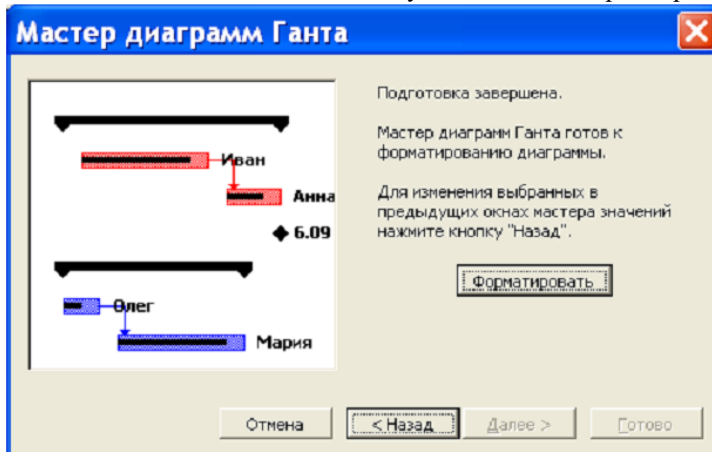 Мастер диаграмм Ганта
Подготовка завершена.
Мастер диаграмм Ганта готов к
форматированию диаграммы.
Для изменения выбранных в
предыдущих окнах мастера значений
нажмите кнопку "Назад".
Форматировать
Иван
Анна
6.09
Олег
Мария
Отмена
< Назад
Далее >
Готово